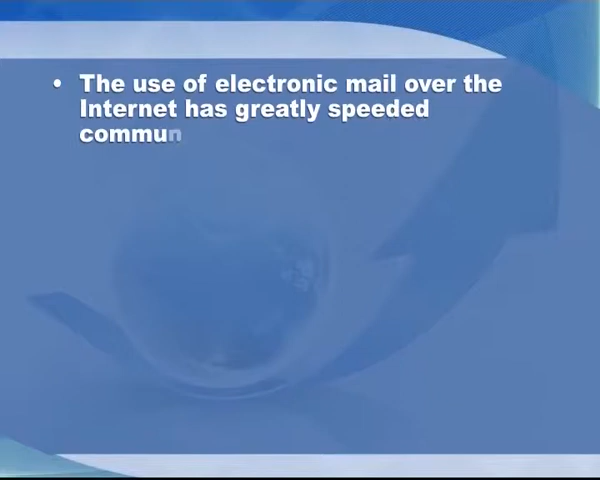 • The use of electronic mail over the
Internet has greatly speeded
commun